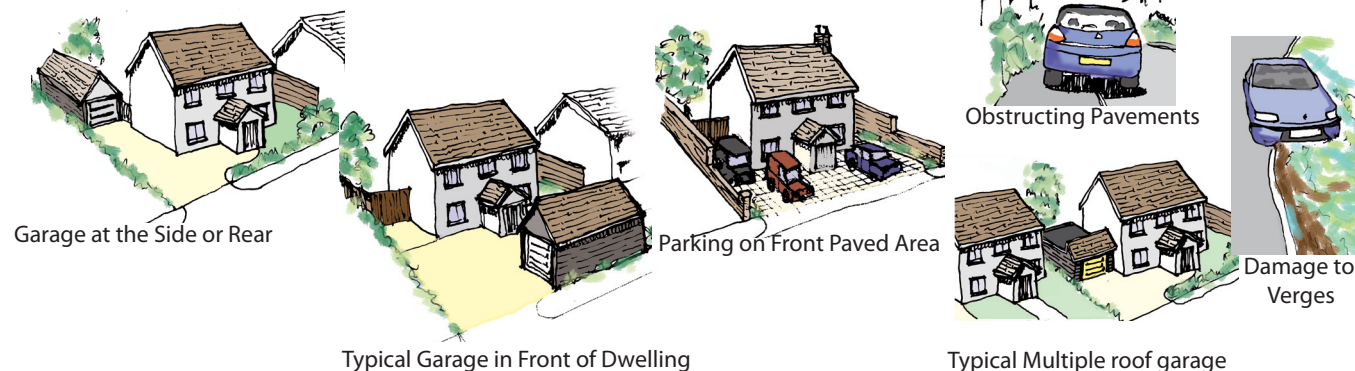 Garage at the Side or Rear
Typical Garage in Front of Dwelling
Parking on Front Paved Area
Obstructing Pavements
Typical Multiple roof garage
Damage to
Verges